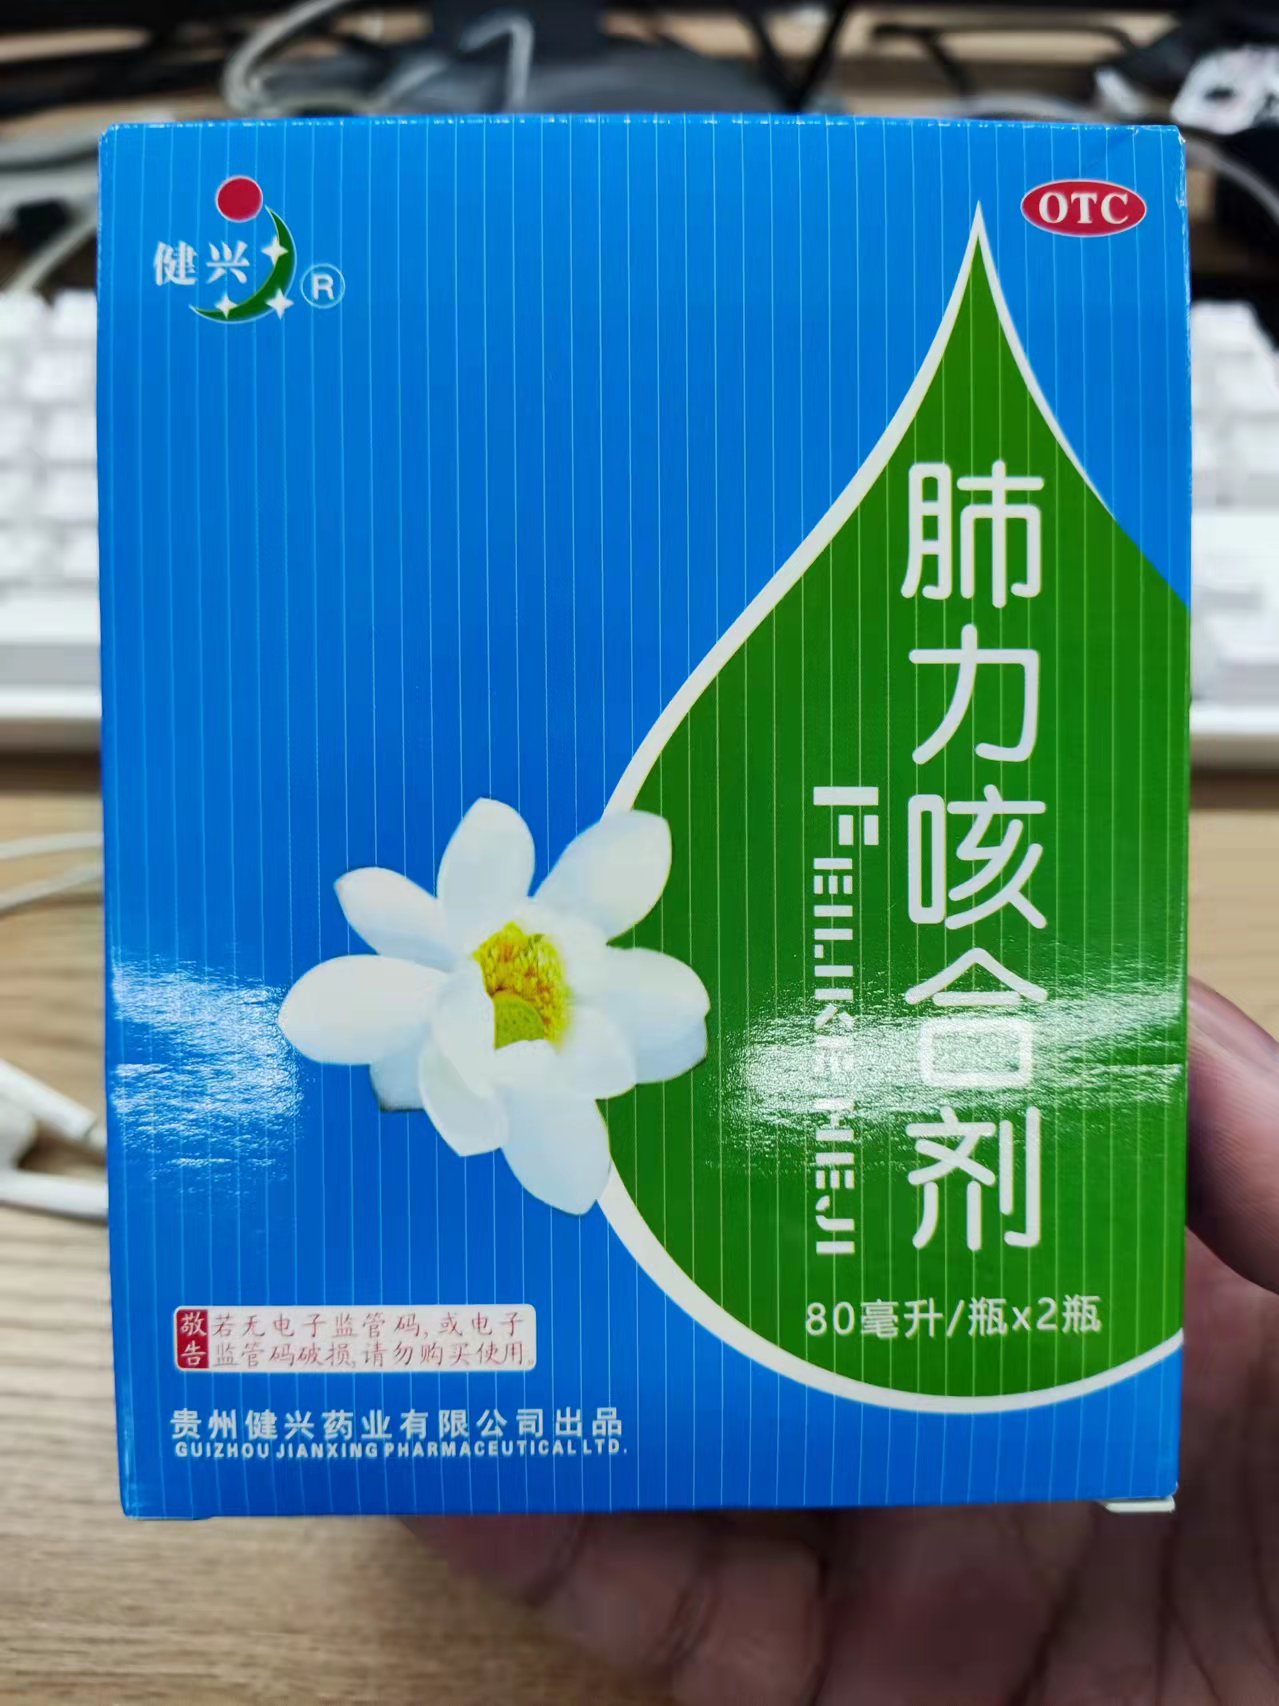 健兴
®
OTC
肺力咳合剂
FEILIKE HEJI
80毫升/瓶x2瓶
敬告
若无电子监管码,或电子
监管码破损,请勿购买使用。
贵州健兴药业有限公司出品
GUIZHOU JIANXING PHARMACEUTICAL LTD.